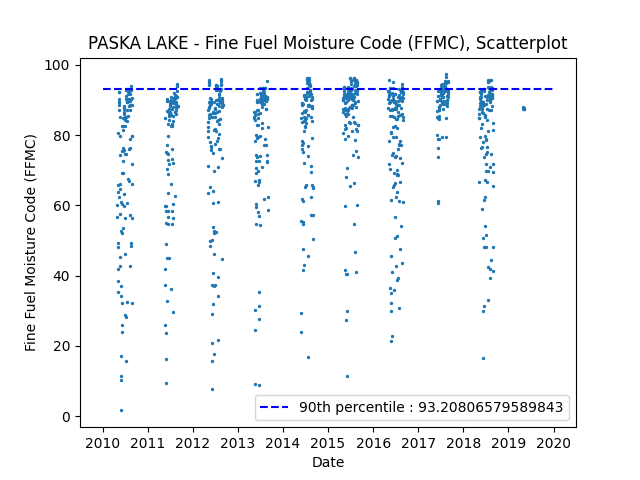 PASKA LAKE - Fine Fuel Moisture Code (FFMC), Scatterplot
Fine Fuel Moisture Code (FFMC)
100
80
60
40
20
0
90th percentile : 93.20806579589843
2010 2011 2012 2013 2014 2015 2016 2017 2018 2019 2020
Date